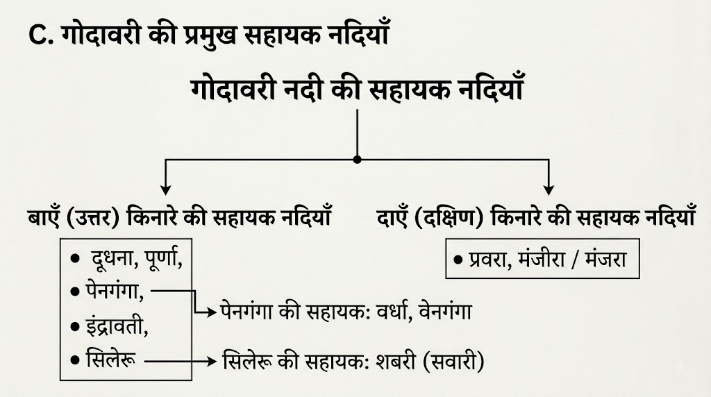 C. गोदावरी की प्रमुख सहायक नदियाँ
गोदावरी नदी की सहायक नदियाँ
बाएँ (उत्तर) किनारे की सहायक नदियाँ
• दूधना, पूर्णा,
• पेनगंगा,
• इंद्रावती,
• सिलेरू
पेनगंगा की सहायक: वर्धा, वेनगंगा
सिलेरू की सहायक: शबरी (सवारी)
दाएँ (दक्षिण) किनारे की सहायक नदियाँ
• प्रवरा, मंजीरा / मंजरा